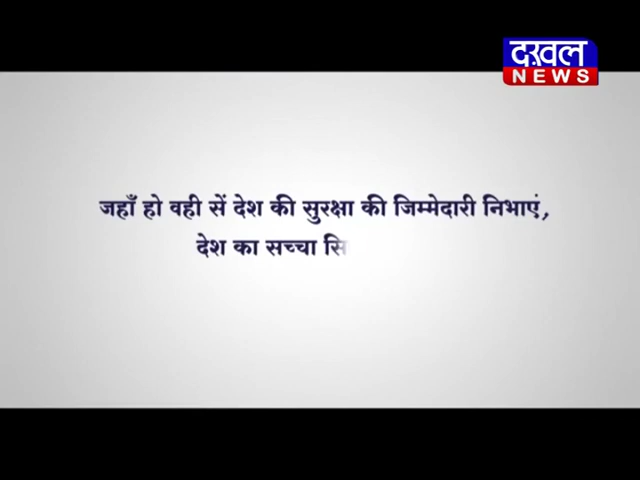 दख़ल
NEWS
जहाँ हो वही सें देश की सुरक्षा की जिम्मेदारी निभाएं,
देश का सच्चा सि